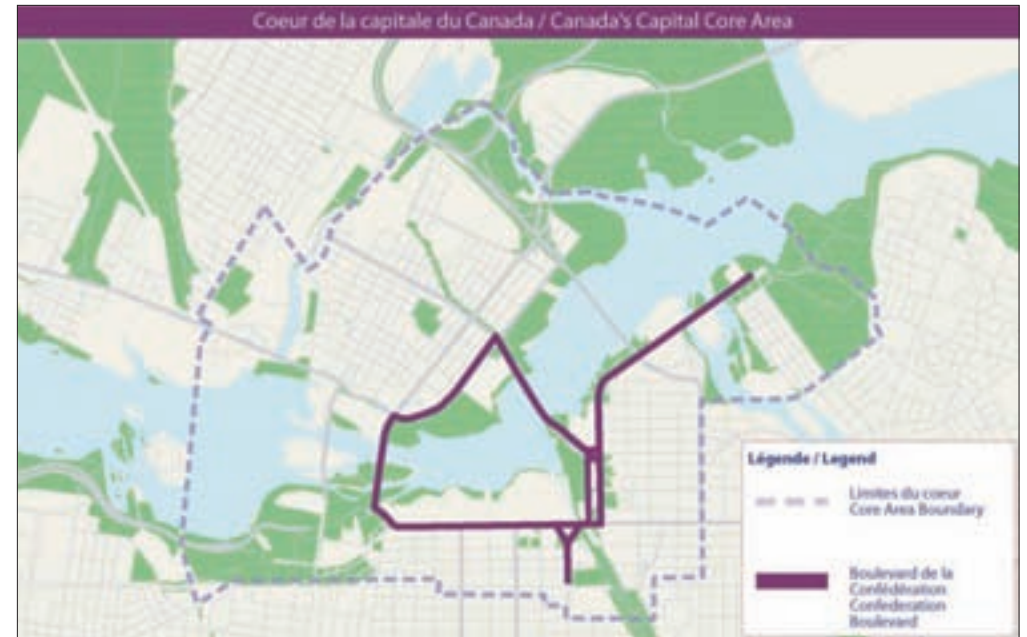 Coeur de la capitale du Canada / Canada's Capital Core Area
Légende / Legend
Limites du coeur
Core Area Boundary
Boulevard de la
Confédération
Confederation
Boulevard